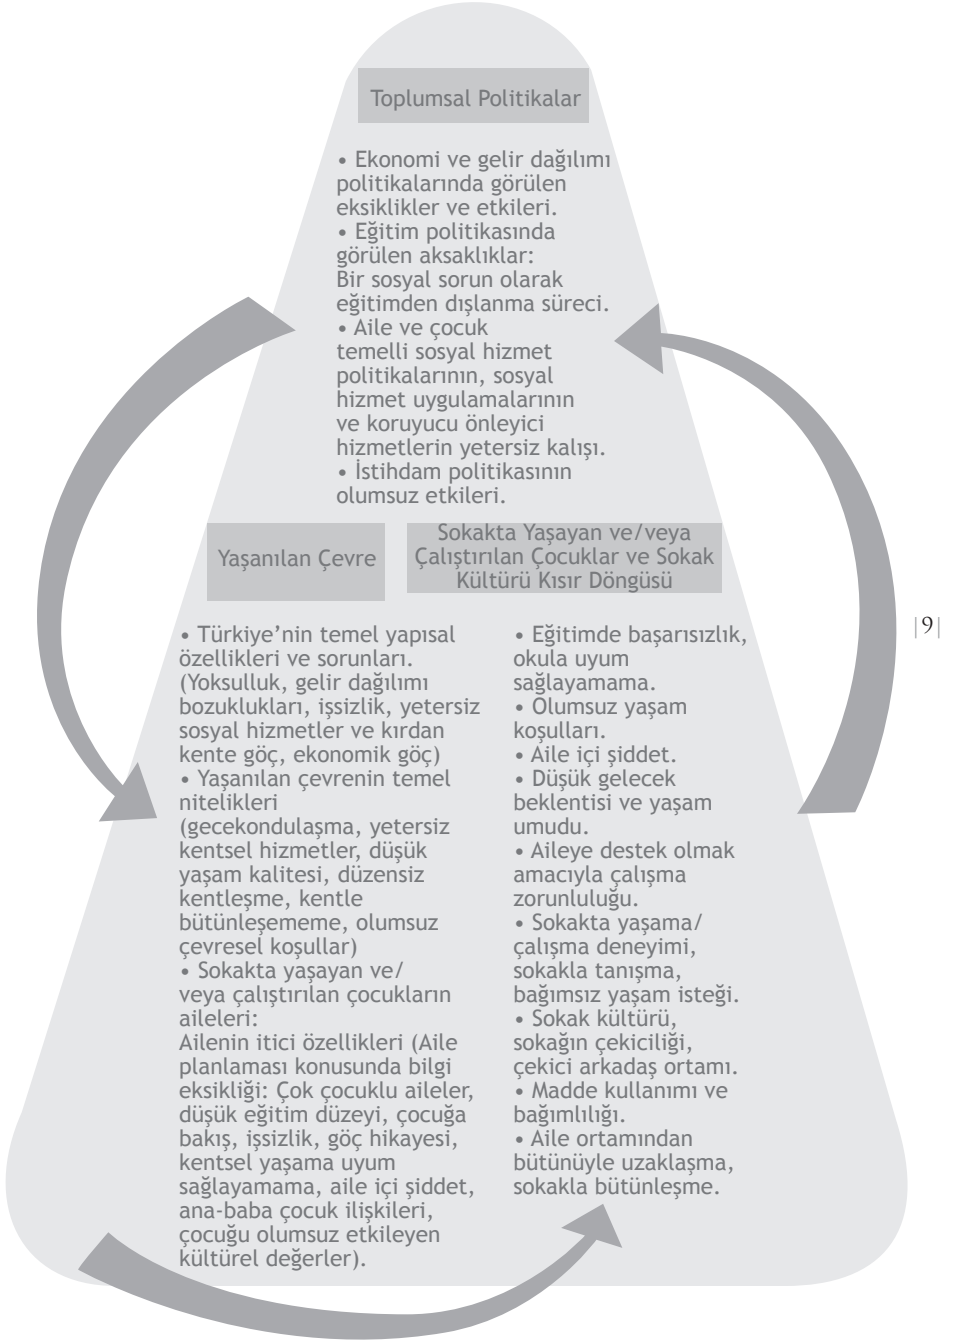 Toplumsal Politikalar
• Ekonomi ve gelir dağılımı
politikalarında görülen
eksiklikler ve etkileri.
• Eğitim politikasında
görülen aksaklıklar:
Bir sosyal sorun olarak
eğitimden dışlanma süreci.
• Aile ve çocuk
temelli sosyal hizmet
politikalarının, sosyal
hizmet uygulamalarının
ve koruyucu önleyici
hizmetlerin yetersiz kalışı.
• İstihdam politikasının
olumsuz etkileri.
Yaşanılan Çevre
• Türkiye’nin temel yapısal
özellikleri ve sorunları.
(Yoksulluk, gelir dağılımı
bozuklukları, işsizlik, yetersiz
sosyal hizmetler ve kırdan
kente göç, ekonomik göç)
• Yaşanılan çevrenin temel
nitelikleri
(gecekondulaşma, yetersiz
kentsel hizmetler, düşük
yaşam kalitesi, düzensiz
kentleşme, kentle
bütünleşememe, olumsuz
çevresel koşullar)
• Sokakta yaşayan ve/
veya çalıştırılan çocukların
aileleri:
Ailenin itici özellikleri (Aile
planlaması konusunda bilgi
eksikliği: Çok çocuklu aileler,
düşük eğitim düzeyi, çocuğa
bakış, işsizlik, göç hikayesi,
kentsel yaşama uyum
sağlayamama, aile içi şiddet,
ana-baba çocuk ilişkileri,
çocuğu olumsuz etkileyen
kültürel değerler).
Sokakta Yaşayan ve/veya
Çalıştırılan Çocuklar ve Sokak
Kültürü Kısır Döngüsü
• Eğitimde başarısızlık,
okula uyum
sağlayamama.
• Olumsuz yaşam
koşulları.
• Aile içi şiddet.
• Düşük gelecek
beklentisi ve yaşam
umudu.
• Aileye destek olmak
amacıyla çalışma
zorunluluğu.
• Sokakta yaşama/
çalışma deneyimi,
sokakla tanışma,
bağımsız yaşam isteği.
• Sokak kültürü,
sokağın çekiciliği,
çekici arkadaş ortamı.
• Madde kullanımı ve
bağımlılığı.
• Aile ortamından
bütünüyle uzaklaşma,
sokakla bütünleşme.
|9|